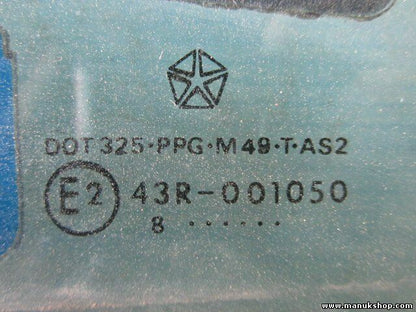 DOT325·PPG·M49·T·AS2
E2 43R-001050
8 ······
www.manukshop.com